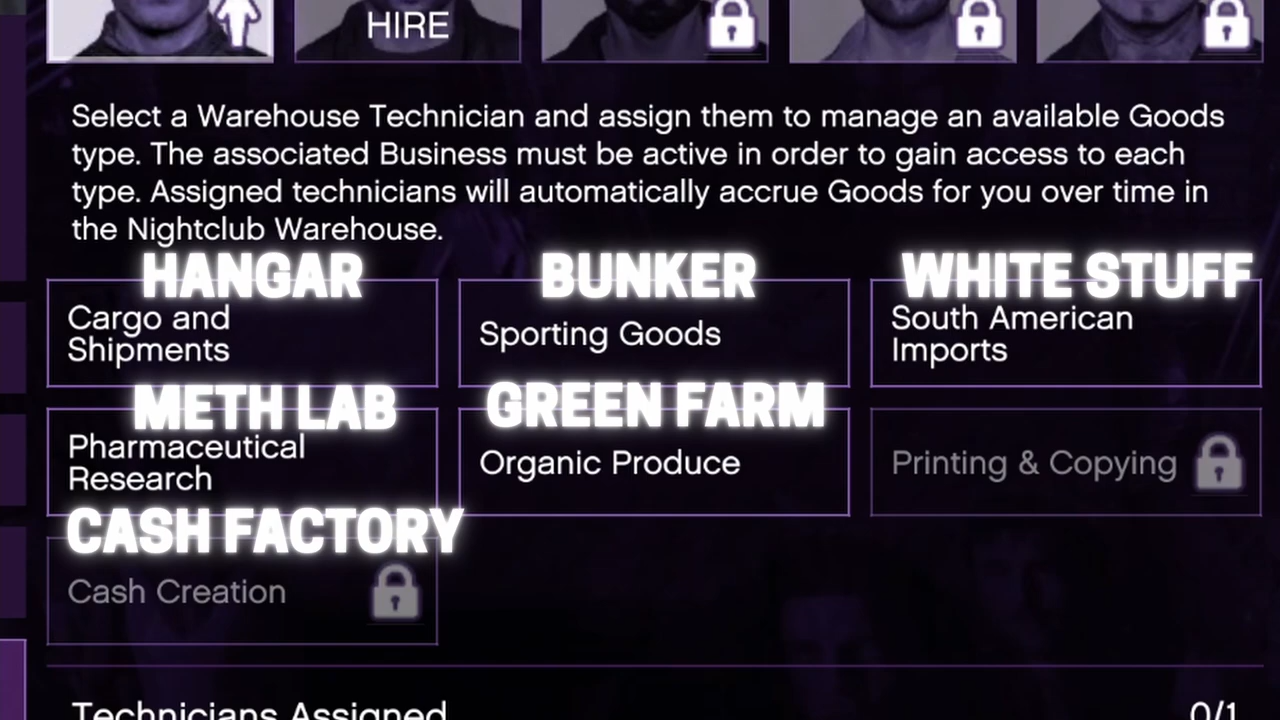 HIRE
Select a Warehouse Technician and assign them to manage an available Goods
type. The associated Business must be active in order to gain access to each
type. Assigned technicians will automatically accrue Goods for you over time in
the Nightclub Warehouse.
HANGAR
Cargo and
Shipments
BUNKER
Sporting Goods
WHITE STUFF
South American
Imports
METH LAB
Pharmaceutical
Research
GREEN FARM
Organic Produce
Printing & Copying
CASH FACTORY
Cash Creation
Technicians Assigned
0/1